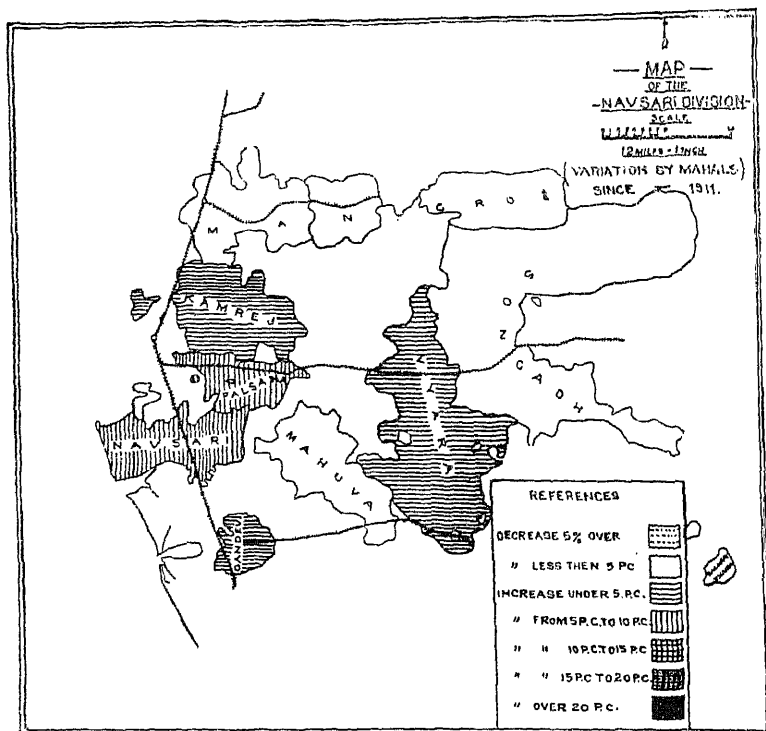 — MAP —
OF THE
-NAVSARI DIVISION-
SCALE
12 MILES = 1 INCH
(VARIATION BY MAHALS)
SINCE 1911.
MAN
KAMREJ
PALSANA
NAVSARI
MAHUVA
REFERENCES
DECREASE 5% OVER
" LESS THEN 5 PC
INCREASE UNDER 5.P.C.
" FROM 5 P.C. TO 10 P.C.
" " 10 P.C. TO 15 P.C
" " 15 P.C TO 20 P.C.
" OVER 20 P.C.